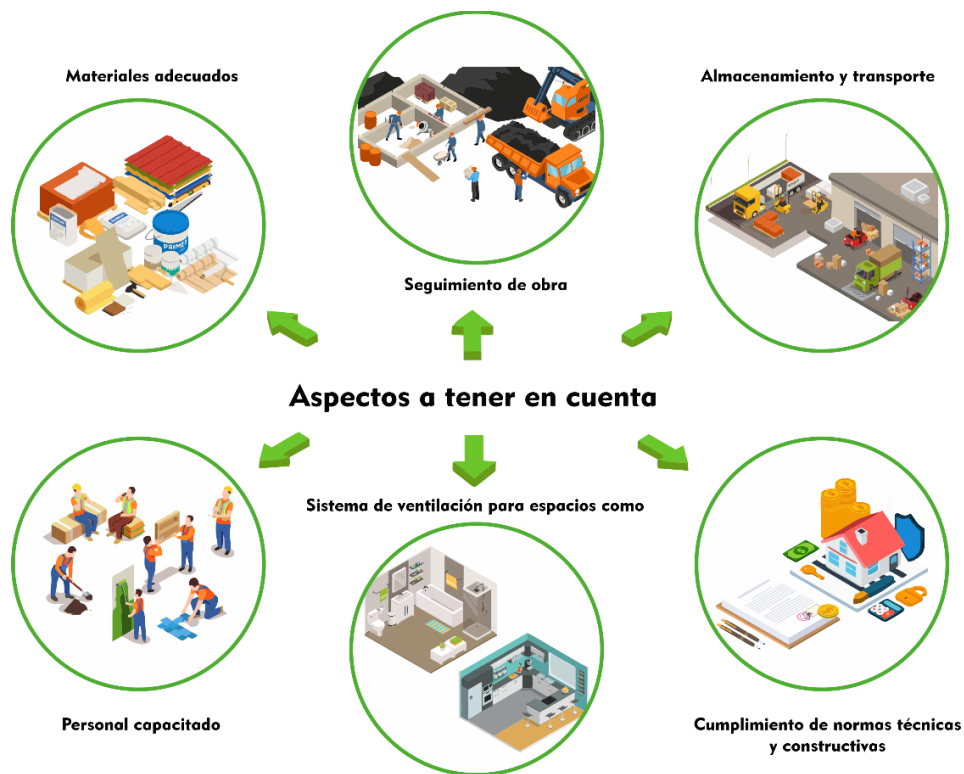 Materiales adecuados
Almacenamiento y transporte
PRIMER
Seguimiento de obra
Aspectos a tener en cuenta
Sistema de ventilación para espacios como
Personal capacitado
Cumplimiento de normas técnicas
y constructivas